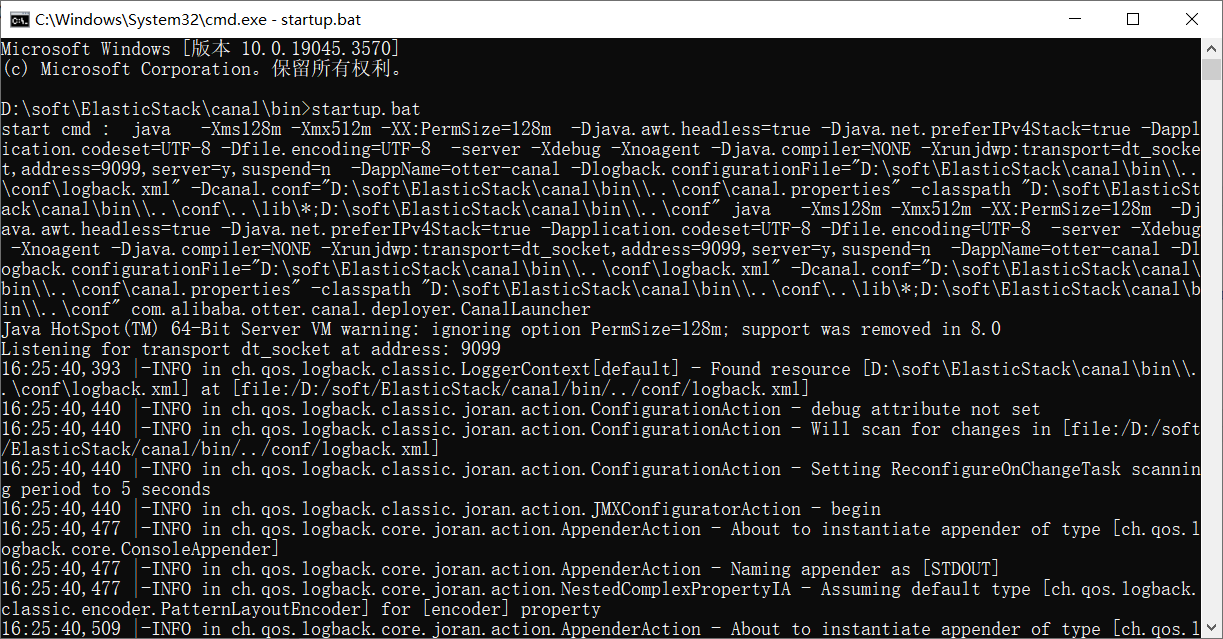 C:\Windows\System32\cmd.exe - startup.bat
Microsoft Windows [版本 10.0.19045.3570]
(c) Microsoft Corporation。保留所有权利。
D:\soft\ElasticStack\canal\bin>startup.bat
start cmd :  java   -Xms128m -Xmx512m -XX:PermSize=128m  -Djava.awt.headless=true -Djava.net.preferIPv4Stack=true -Dappl
ication.codeset=UTF-8 -Dfile.encoding=UTF-8  -server -Xdebug -Xnoagent -Djava.compiler=NONE -Xrunjdwp:transport=dt_socke
t,address=9099,server=y,suspend=n  -DappName=otter-canal -Dlogback.configurationFile="D:\soft\ElasticStack\canal\bin\\..
\conf\logback.xml" -Dcanal.conf="D:\soft\ElasticStack\canal\bin\\..\conf\canal.properties" -classpath "D:\soft\ElasticSt
ack\canal\bin\\..\conf\..\lib\*;D:\soft\ElasticStack\canal\bin\\..\conf" java   -Xms128m -Xmx512m -XX:PermSize=128m  -Dj
ava.awt.headless=true -Djava.net.preferIPv4Stack=true -Dapplication.codeset=UTF-8 -Dfile.encoding=UTF-8  -server -Xdebug
 -Xnoagent -Djava.compiler=NONE -Xrunjdwp:transport=dt_socket,address=9099,server=y,suspend=n  -DappName=otter-canal -Dl
ogback.configurationFile="D:\soft\ElasticStack\canal\bin\\..\conf\logback.xml" -Dcanal.conf="D:\soft\ElasticStack\canal\
bin\\..\conf\canal.properties" -classpath "D:\soft\ElasticStack\canal\bin\\..\conf\..\lib\*;D:\soft\ElasticStack\canal\b
in\\..\conf" com.alibaba.otter.canal.deployer.CanalLauncher
Java HotSpot(TM) 64-Bit Server VM warning: ignoring option PermSize=128m; support was removed in 8.0
Listening for transport dt_socket at address: 9099
16:25:40,393 |-INFO in ch.qos.logback.classic.LoggerContext[default] - Found resource [D:\soft\ElasticStack\canal\bin\\.
.\conf\logback.xml] at [file:/D:/soft/ElasticStack/canal/bin/../conf/logback.xml]
16:25:40,440 |-INFO in ch.qos.logback.classic.joran.action.ConfigurationAction - debug attribute not set
16:25:40,440 |-INFO in ch.qos.logback.classic.joran.action.ConfigurationAction - Will scan for changes in [file:/D:/soft
/ElasticStack/canal/bin/../conf/logback.xml]
16:25:40,440 |-INFO in ch.qos.logback.classic.joran.action.ConfigurationAction - Setting ReconfigureOnChangeTask scannin
g period to 5 seconds
16:25:40,440 |-INFO in ch.qos.logback.classic.joran.action.JMXConfiguratorAction - begin
16:25:40,477 |-INFO in ch.qos.logback.core.joran.action.AppenderAction - About to instantiate appender of type [ch.qos.l
ogback.core.ConsoleAppender]
16:25:40,477 |-INFO in ch.qos.logback.core.joran.action.AppenderAction - Naming appender as [STDOUT]
16:25:40,477 |-INFO in ch.qos.logback.core.joran.action.NestedComplexPropertyIA - Assuming default type [ch.qos.logback.
classic.encoder.PatternLayoutEncoder] for [encoder] property
16:25:40,509 |-INFO in ch.qos.logback.core.joran.action.AppenderAction - About to instantiate appender of type [ch.qos.l